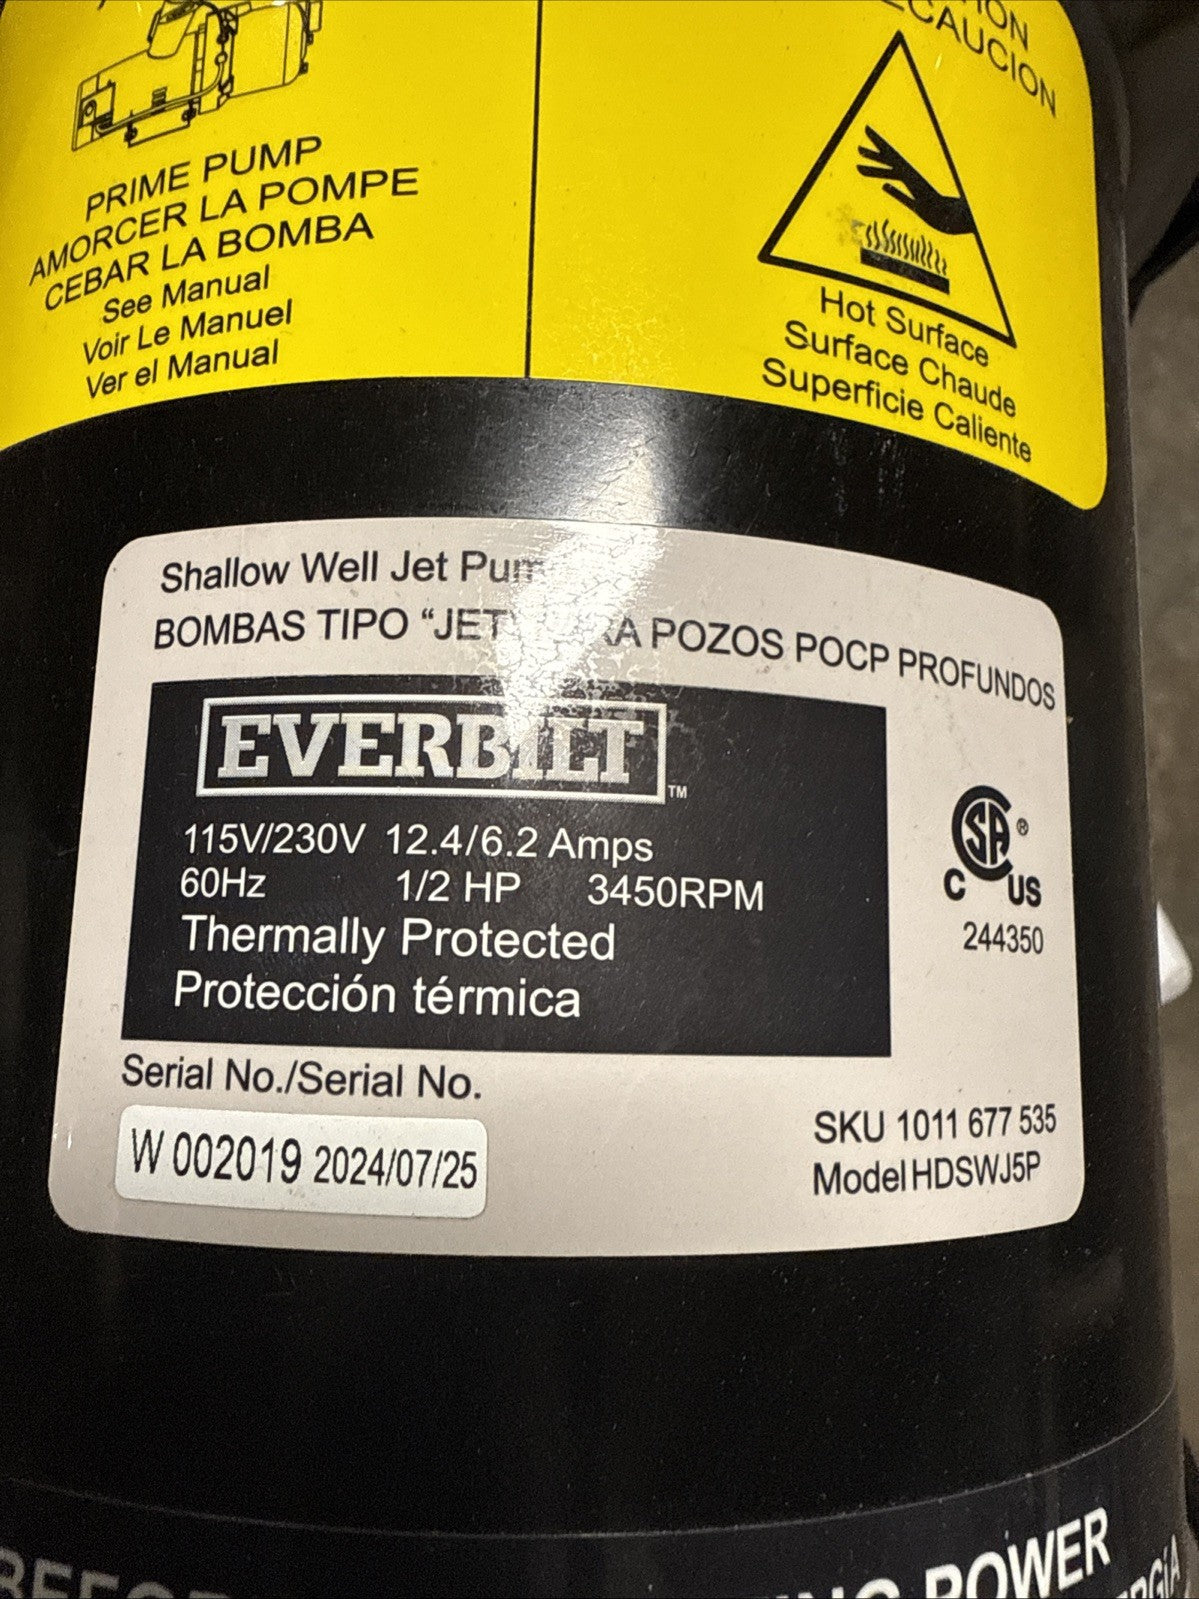 PRIME PUMP
AMORCER LA POMPE
CEBAR LA BOMBA
See Manual
Voir Le Manuel
Ver el Manual
Hot Surface
Surface Chaude
Superficie Caliente
Shallow Well Jet
BOMBAS TIPO “JET POZOS POCP PROFUNDOS
EVERBILT TM
115V/230V 12.4/6.2 Amps
60Hz 1/2 HP 3450RPM
Thermally Protected
Protección térmica
CSA ®
C US
244350
Serial No./Serial No.
W 002019 2024/07/25
SKU 1011 677 535
Model HDSWJ5P
POWER